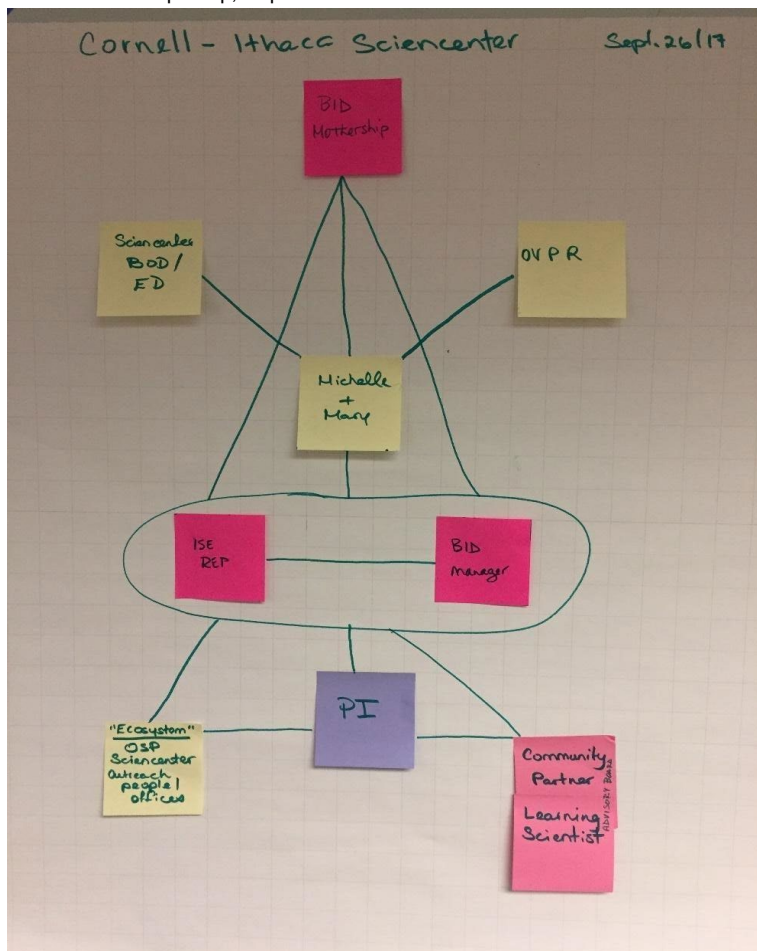 Cornell - Ithaca Sciencenter
Sept. 26/17
BID
Mothership
Sciencenter
BOD/
ED
OVPR
Michelle
+
Mary
ISE
REP
BID
Manager
PI
"Ecosystem"
OSP
Sciencenter
Outreach
people/
offices
Community
Partner
Learning
Scientist
ADVISORY BOARD